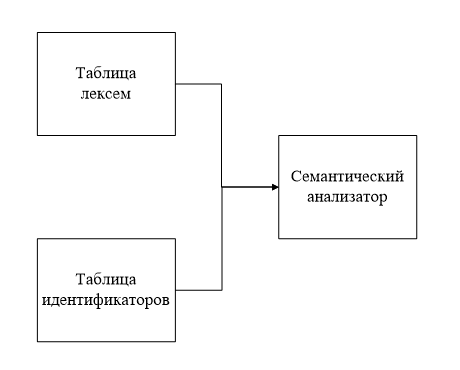 Таблица
лексем
Семантический
анализатор
Таблица
идентификаторов